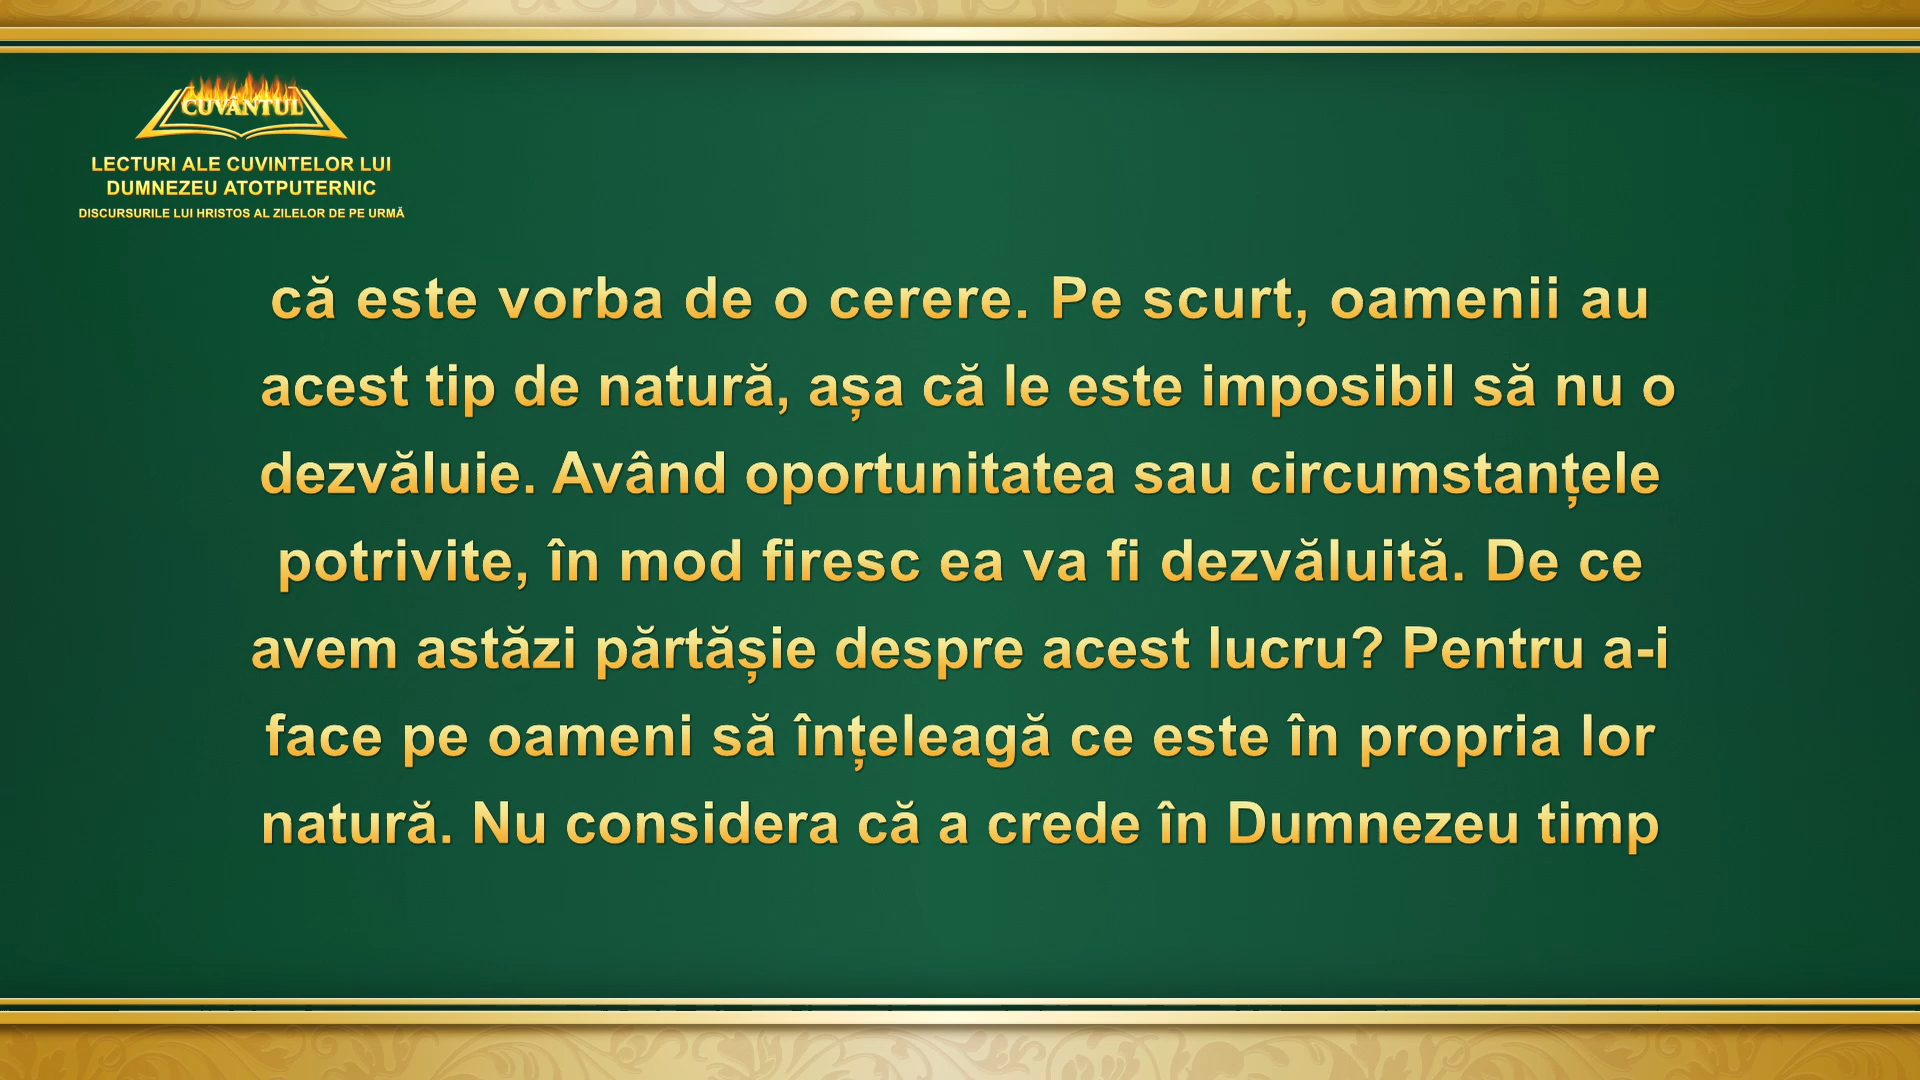 CUVÂNTUL
LECTURI ALE CUVINTELOR LUI
DUMNEZEU ATOTPUTERNIC
DISCURSURILE LUI HRISTOS AL ZILELOR DE PE URMĂ
că este vorba de o cerere. Pe scurt, oamenii au
acest tip de natură, așa că le este imposibil să nu o
dezvăluie. Având oportunitatea sau circumstanțele
potrivite, în mod firesc ea va fi dezvăluită. De ce
avem astăzi părtășie despre acest lucru? Pentru a-i
face pe oameni să înțeleagă ce este în propria lor
natură. Nu considera că a crede în Dumnezeu timp